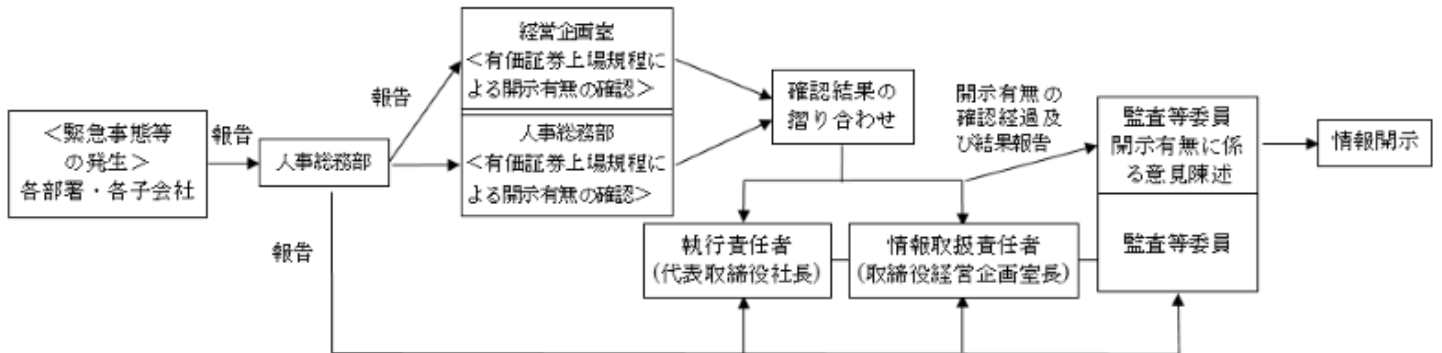 <緊急事態等
の発生>
各部署・各子会社
報告
人事総務部
報告
報告
経営企画室
<有価証券上場規程に
よる開示有無の確認>
人事総務部
<有価証券上場規程に
よる開示有無の確認>
確認結果の
摺り合わせ
執行責任者
(代表取締役社長)
情報取扱責任者
(取締役経営企画室長)
開示有無の
確認経過及
び結果報告
監査等委員
開示有無に係
る意見陳述
監査等委員
情報開示